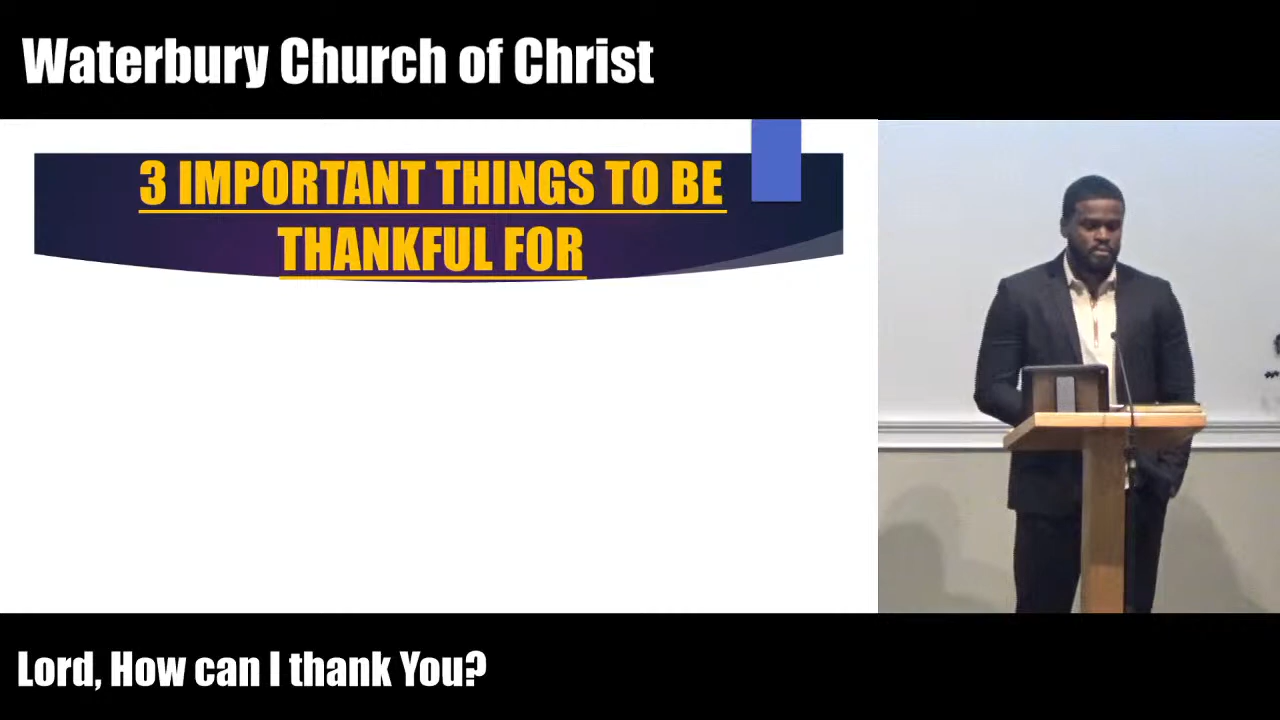 Waterbury Church of Christ
3 IMPORTANT THINGS TO BE
THANKFUL FOR
Lord, How can I thank You?